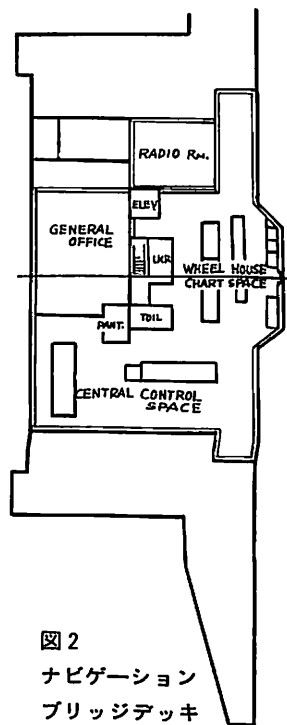 RADIO RM.
ELEV
GENERAL
OFFICE
LKR
WHEEL HOUSE
CHART SPACE
PANT.
TOIL
CENTRAL CONTROL
SPACE
図2
ナビゲーション
ブリッジデッキ